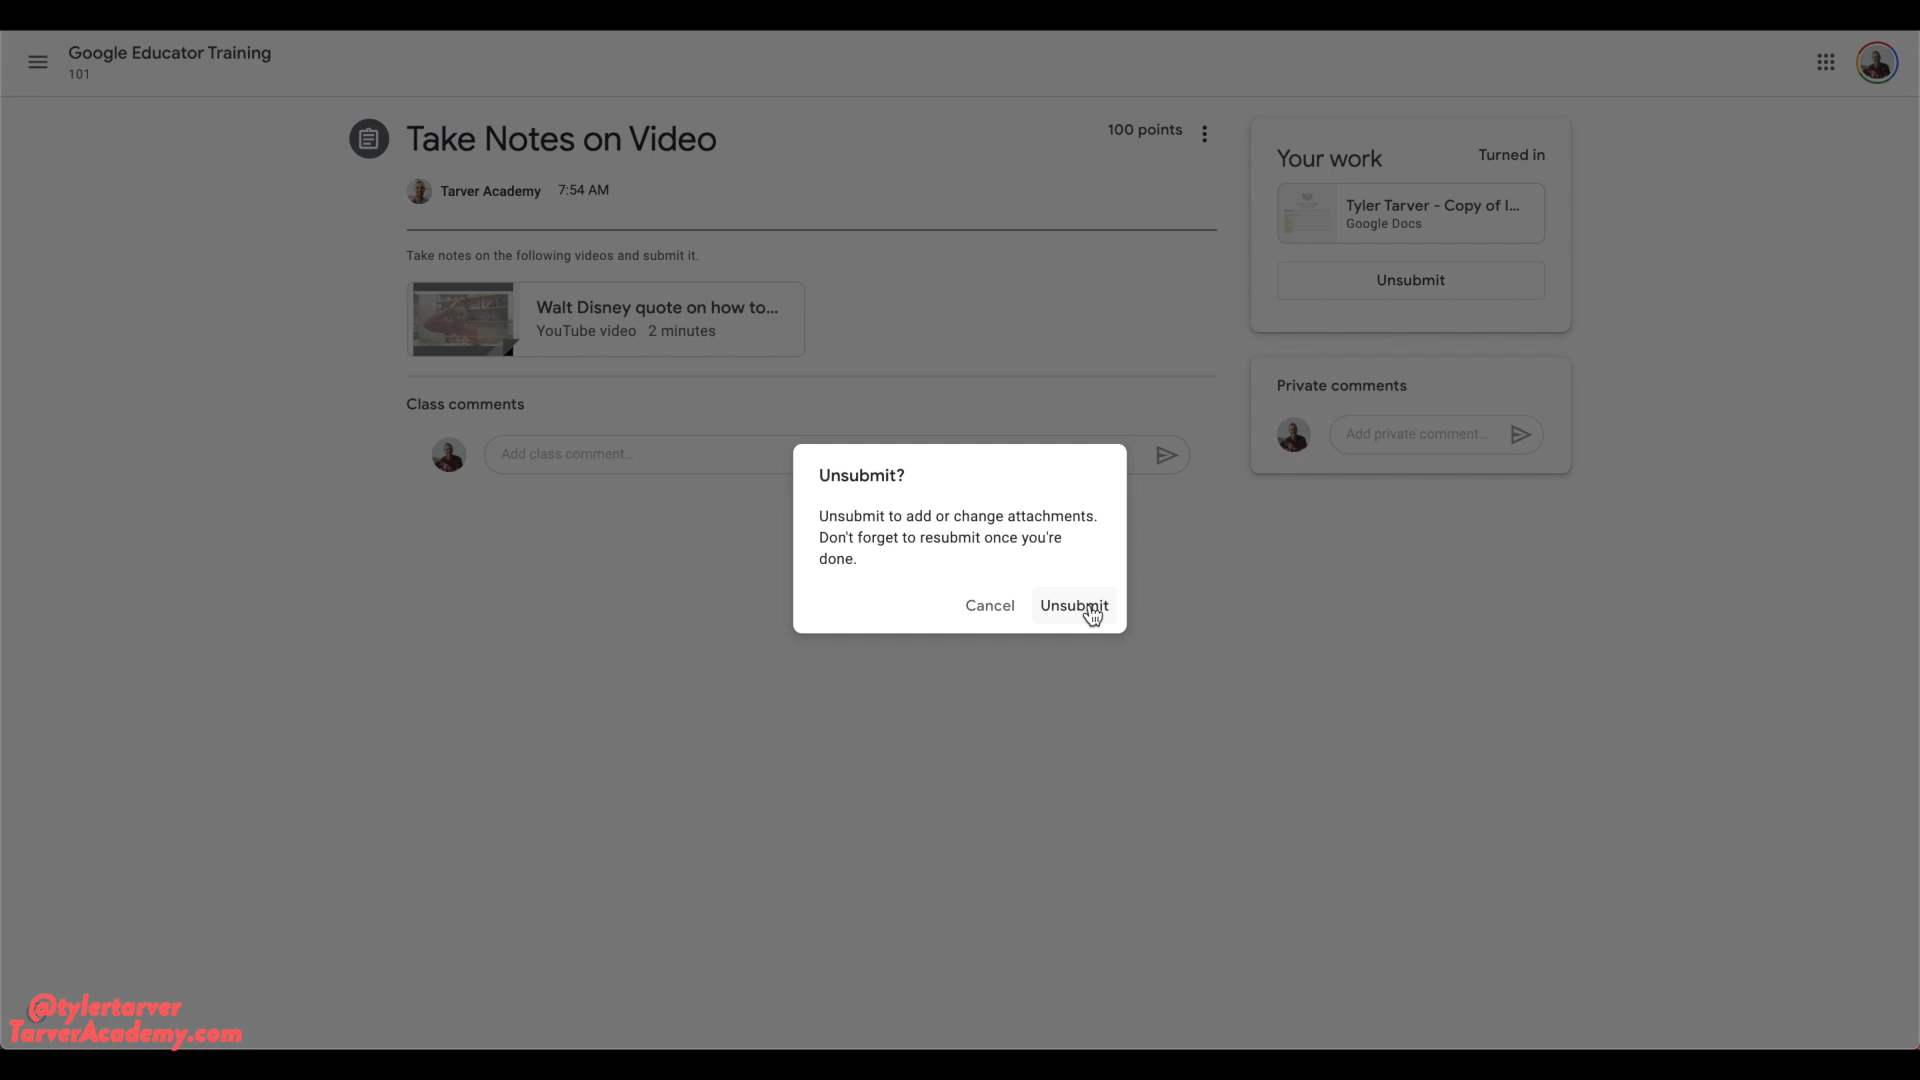 Google Educator Training
101
Take Notes on Video
100 points
Tarver Academy 7:54 AM
Take notes on the following videos and submit it.
Walt Disney quote on how to...
YouTube video 2 minutes
Class comments
Add class comment...
Your work
Turned in
Tyler Tarver - Copy of I...
Google Docs
Unsubmit
Private comments
Add private comment...
Unsubmit?
Unsubmit to add or change attachments.
Don't forget to resubmit once you're
done.
Cancel Unsubmit
@tylertarver
TarverAcademy.com